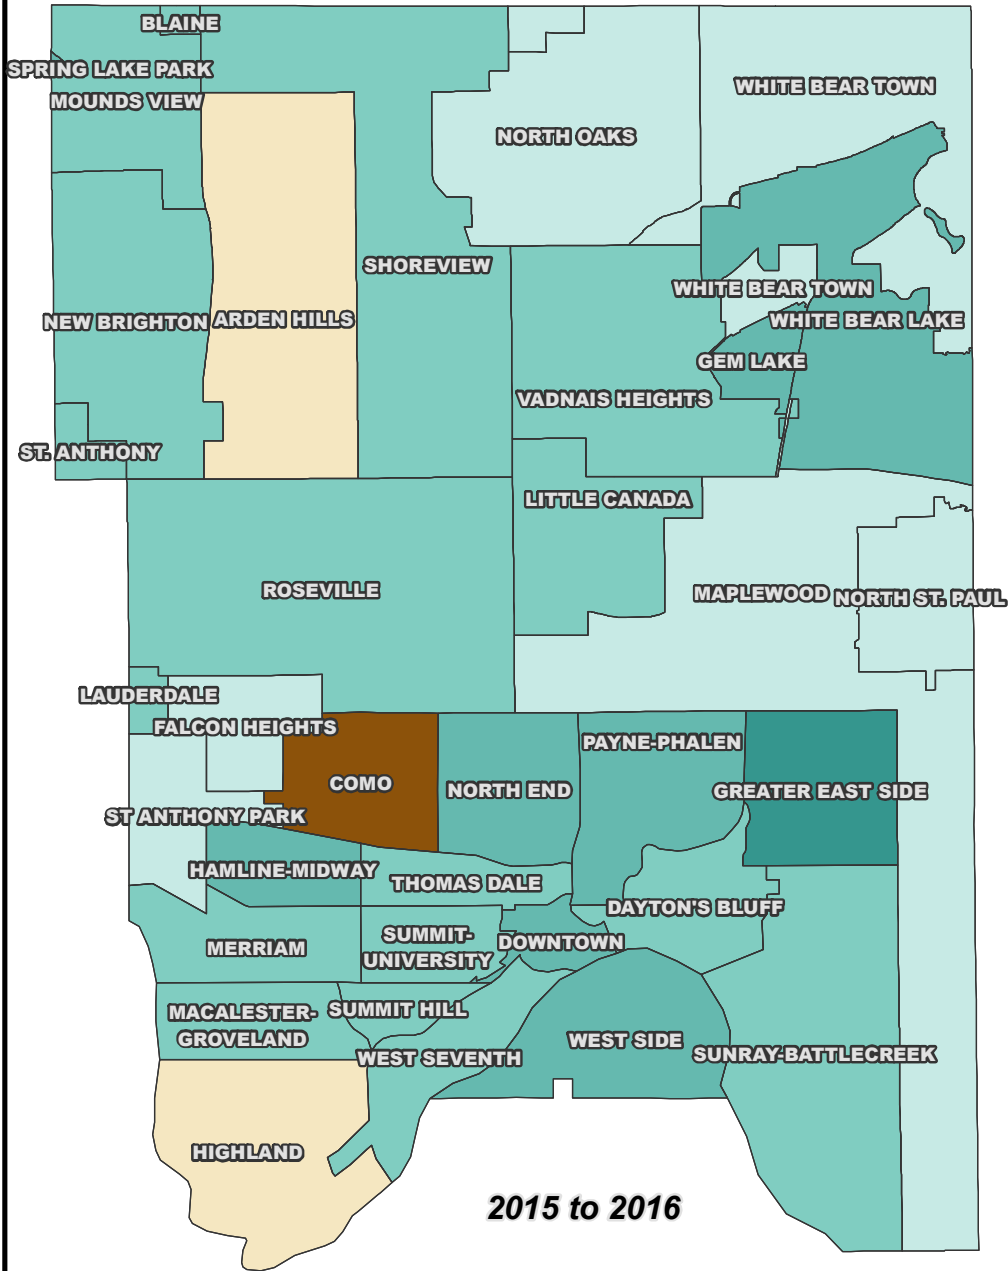 BLAINE
SPRING LAKE PARK
WHITE BEAR TOWN
MOUNDS VIEW
NORTH OAKS
SHOREVIEW
WHITE BEAR TOWN
NEW BRIGHTON
ARDEN HILLS
WHITE BEAR LAKE
GEM LAKE
VADNAIS HEIGHTS
ST. ANTHONY
LITTLE CANADA
ROSEVILLE
MAPLEWOOD
NORTH ST. PAUL
LAUDERDALE
FALCON HEIGHTS
PAYNE-PHALEN
COMO
NORTH END
GREATER EAST SIDE
ST ANTHONY PARK
HAMLINE-MIDWAY
THOMAS DALE
DAYTON'S BLUFF
MERRIAM
SUMMIT-
UNIVERSITY
DOWNTOWN
MACALESTER-
GROVELAND
SUMMIT HILL
WEST SIDE
WEST SEVENTH
SUNRAY-BATTLECREEK
HIGHLAND
2015 to 2016